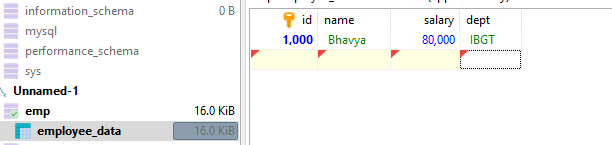 information_schema
mysql
performance_schema
sys
Unnamed-1
emp 16.0 KiB
employee_data 16.0 KiB
id name salary dept
1,000 Bhavya 80,000 IBGT